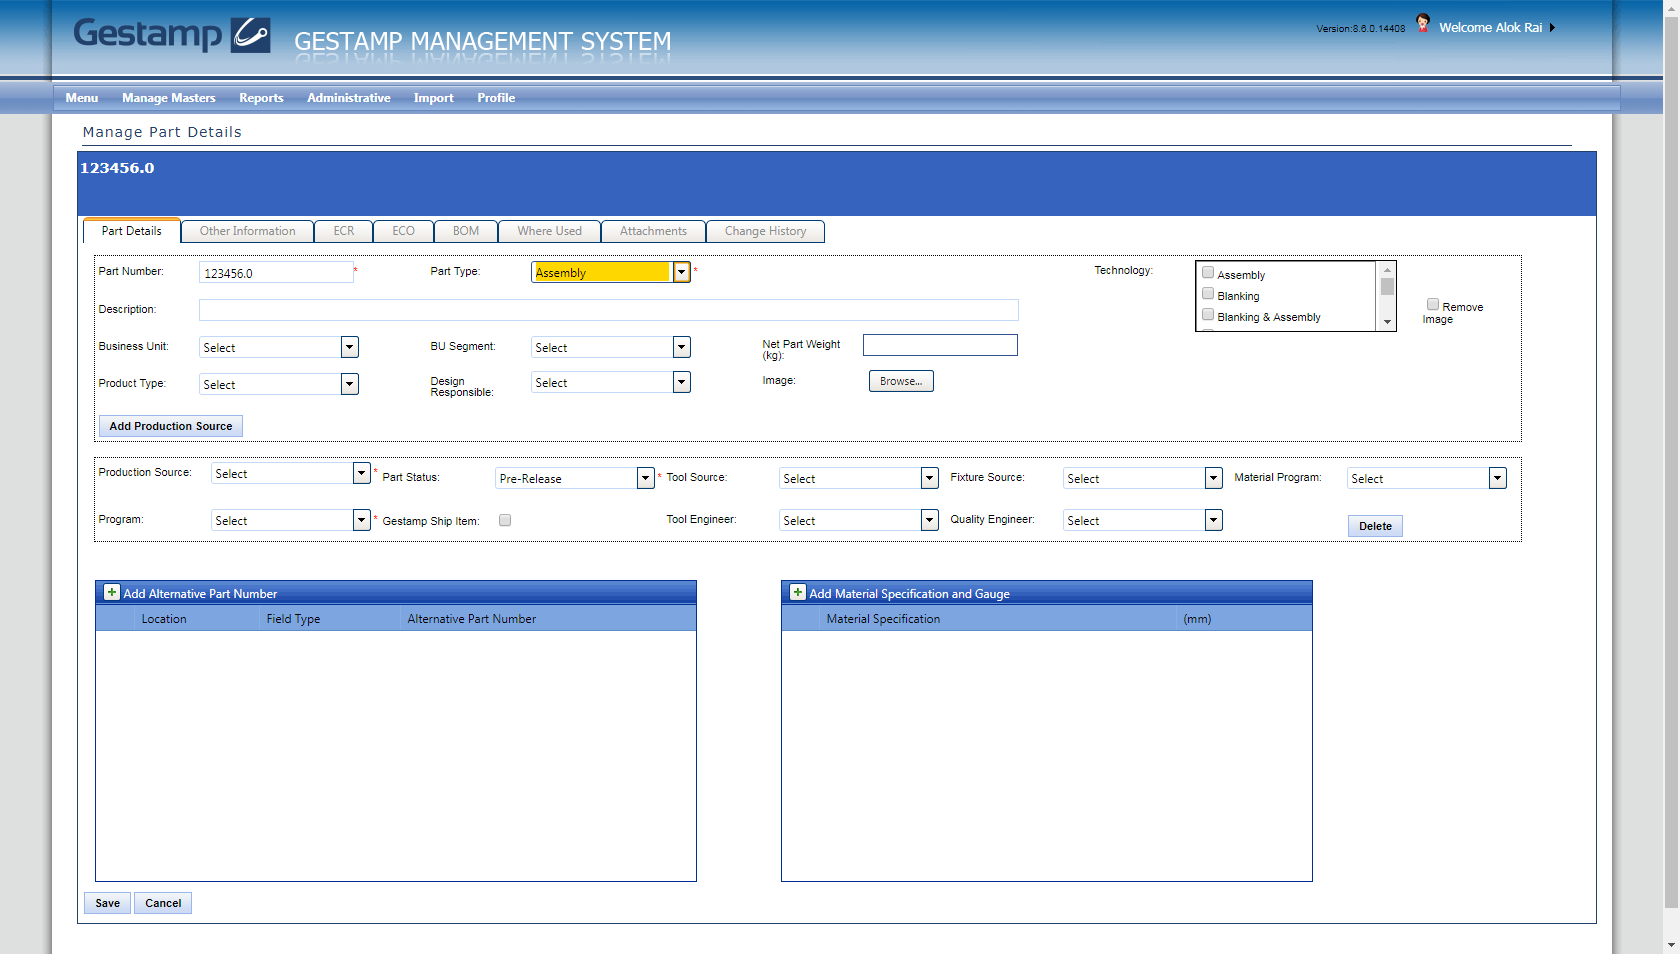 Gestamp
GESTAMP MANAGEMENT SYSTEM
Version:8.6.0.14408
Welcome Alok Rai
Menu Manage Masters Reports Administrative Import Profile
Manage Part Details
123456.0
Part Details Other Information ECR ECO BOM Where Used Attachments Change History
Part Number: 123456.0 * Part Type: Assembly * Technology:
Assembly
Blanking
Blanking & Assembly
Remove Image
Description:
Business Unit: Select BU Segment: Select Net Part Weight (kg):
Product Type: Select Design Responsible: Select Image: Browse...
Add Production Source
Production Source: Select * Part Status: Pre-Release * Tool Source: Select Fixture Source: Select Material Program: Select
Program: Select * Gestamp Ship Item: Tool Engineer: Select Quality Engineer: Select Delete
+ Add Alternative Part Number
Location Field Type Alternative Part Number
+ Add Material Specification and Gauge
Material Specification (mm)
Save Cancel